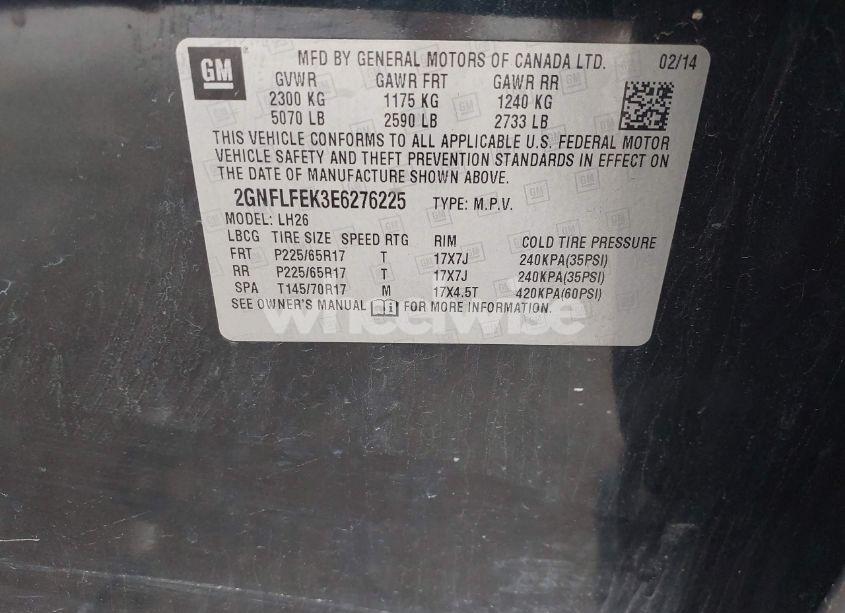 GM
MFD BY GENERAL MOTORS OF CANADA LTD. 02/14
GVWR GAWR FRT GAWR RR
2300 KG 1175 KG 1240 KG
5070 LB 2590 LB 2733 LB
THIS VEHICLE CONFORMS TO ALL APPLICABLE U.S. FEDERAL MOTOR
VEHICLE SAFETY AND THEFT PREVENTION STANDARDS IN EFFECT ON
THE DATE OF MANUFACTURE SHOWN ABOVE.
2GNFLFEK3E6276225 TYPE: M.P.V.
MODEL: LH26
LBCG TIRE SIZE SPEED RTG RIM COLD TIRE PRESSURE
FRT P225/65R17 T 17X7J 240KPA(35PSI)
RR P225/65R17 T 17X7J 240KPA(35PSI)
SPA T145/70R17 M 17X4.5T 420KPA(60PSI)
SEE OWNER'S MANUAL FOR MORE INFORMATION.
wheelwise